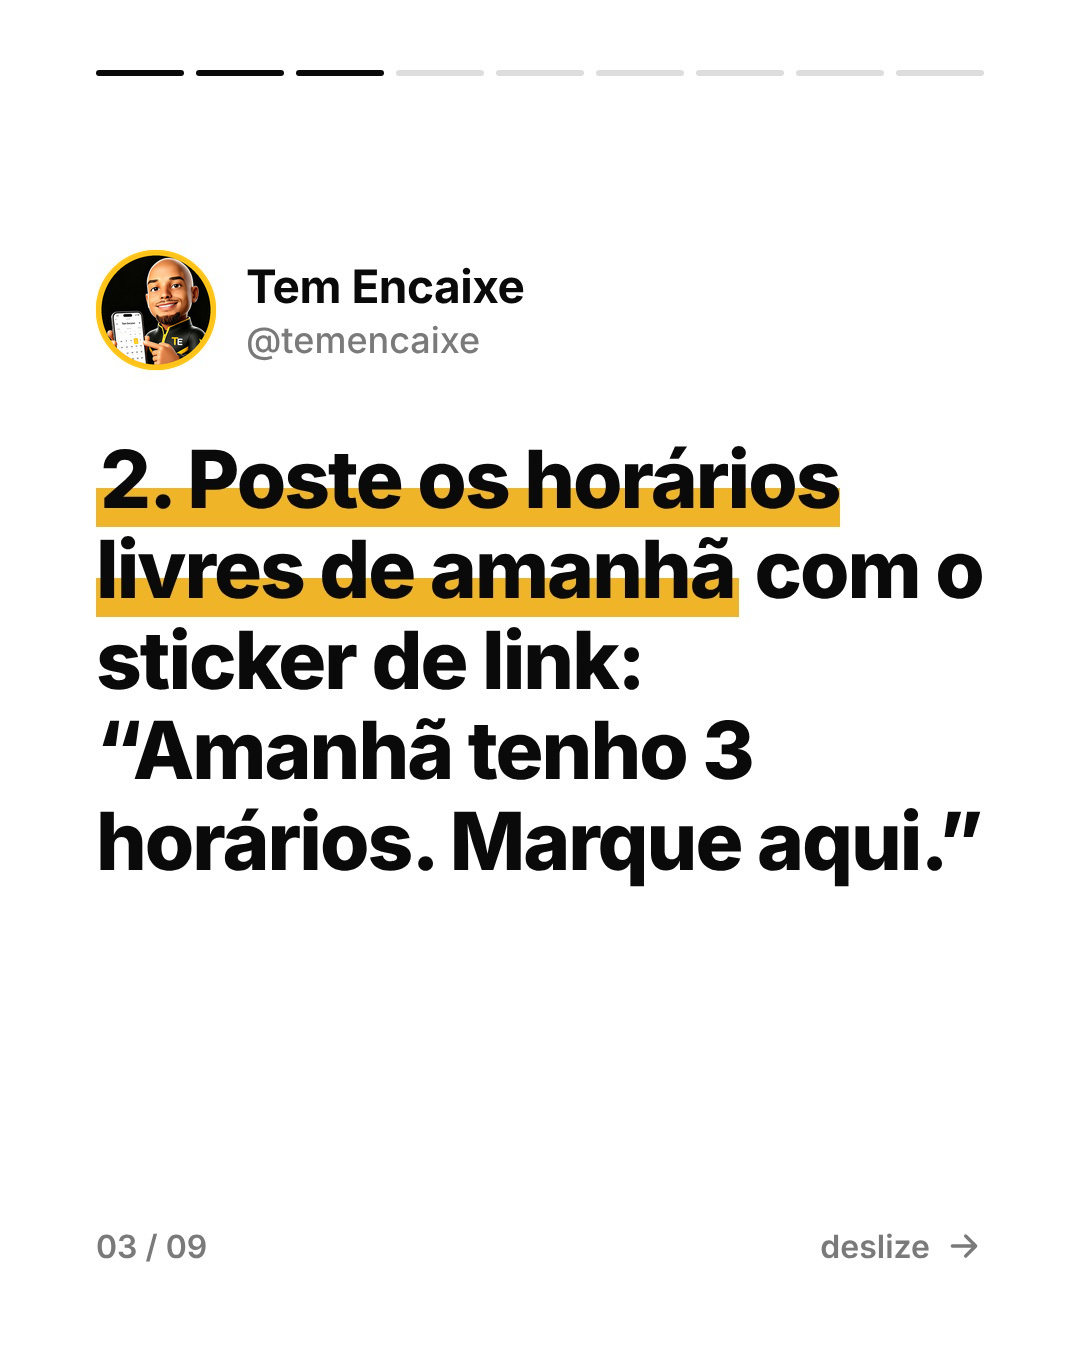 Tem Encaixe
@temencaixe
2. Poste os horários
livres de amanhã com o
sticker de link:
“Amanhã tenho 3
horários. Marque aqui.”
03 / 09
deslize →